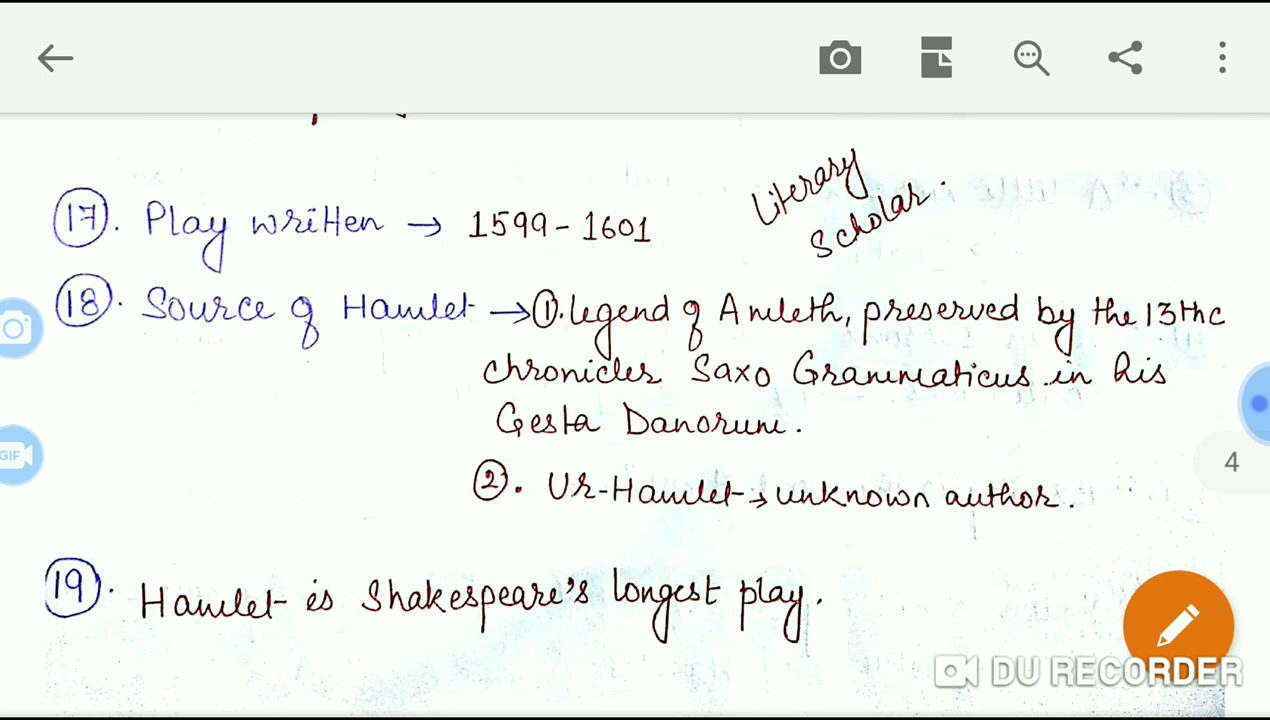 Literary
Scholar.
17. Play written → 1599 - 1601
18. Source of Hamlet → 1. legend of Amleth, preserved by the 13th c
chronicler Saxo Grammaticus in his
Gesta Danorum.
2. Ur-Hamlet → unknown author.
19. Hamlet is Shakespeare's longest play.
4
GIF
DU RECORDER